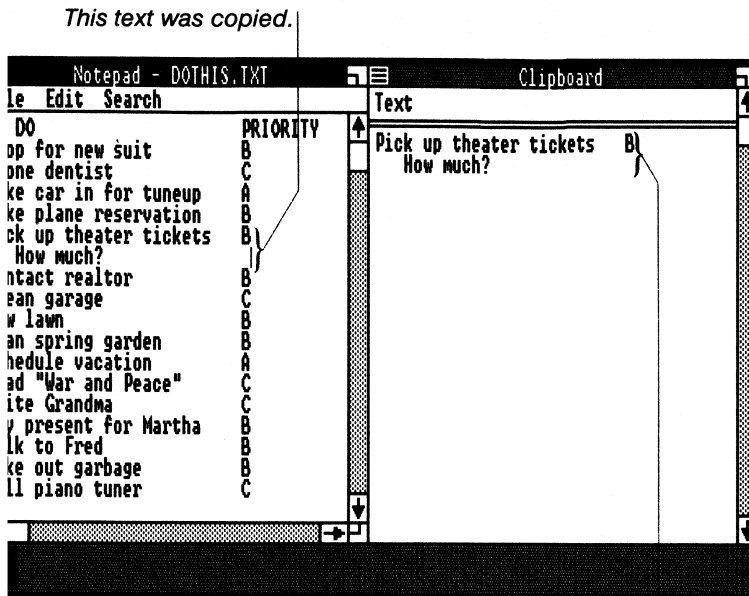 This text was copied.
Notepad - DOTHIS.TXT
le Edit Search
DO PRIORITY
op for new suit B
one dentist C
ke car in for tuneup A
ke plane reservation B
ck up theater tickets B
How much?
ntact realtor B
ean garage C
w lawn B
an spring garden B
hedule vacation A
ad "War and Peace" C
ite Grandma C
y present for Martha B
lk to Fred B
ke out garbage B
ll piano tuner C
Clipboard
Text
Pick up theater tickets B
How much?